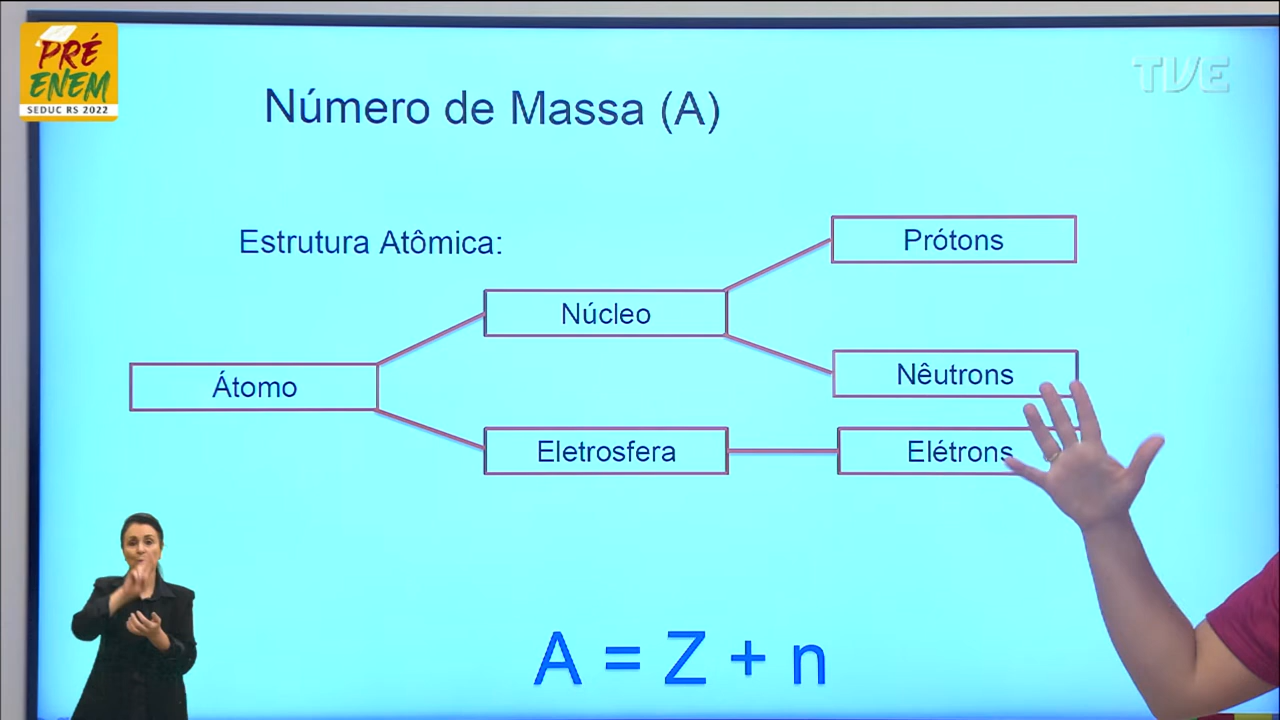 PRÉ
ENEM
SEDUC RS 2022
TVE
Número de Massa (A)
Estrutura Atômica:
Prótons
Núcleo
Nêutrons
Átomo
Eletrosfera
Elétrons
A = Z + n